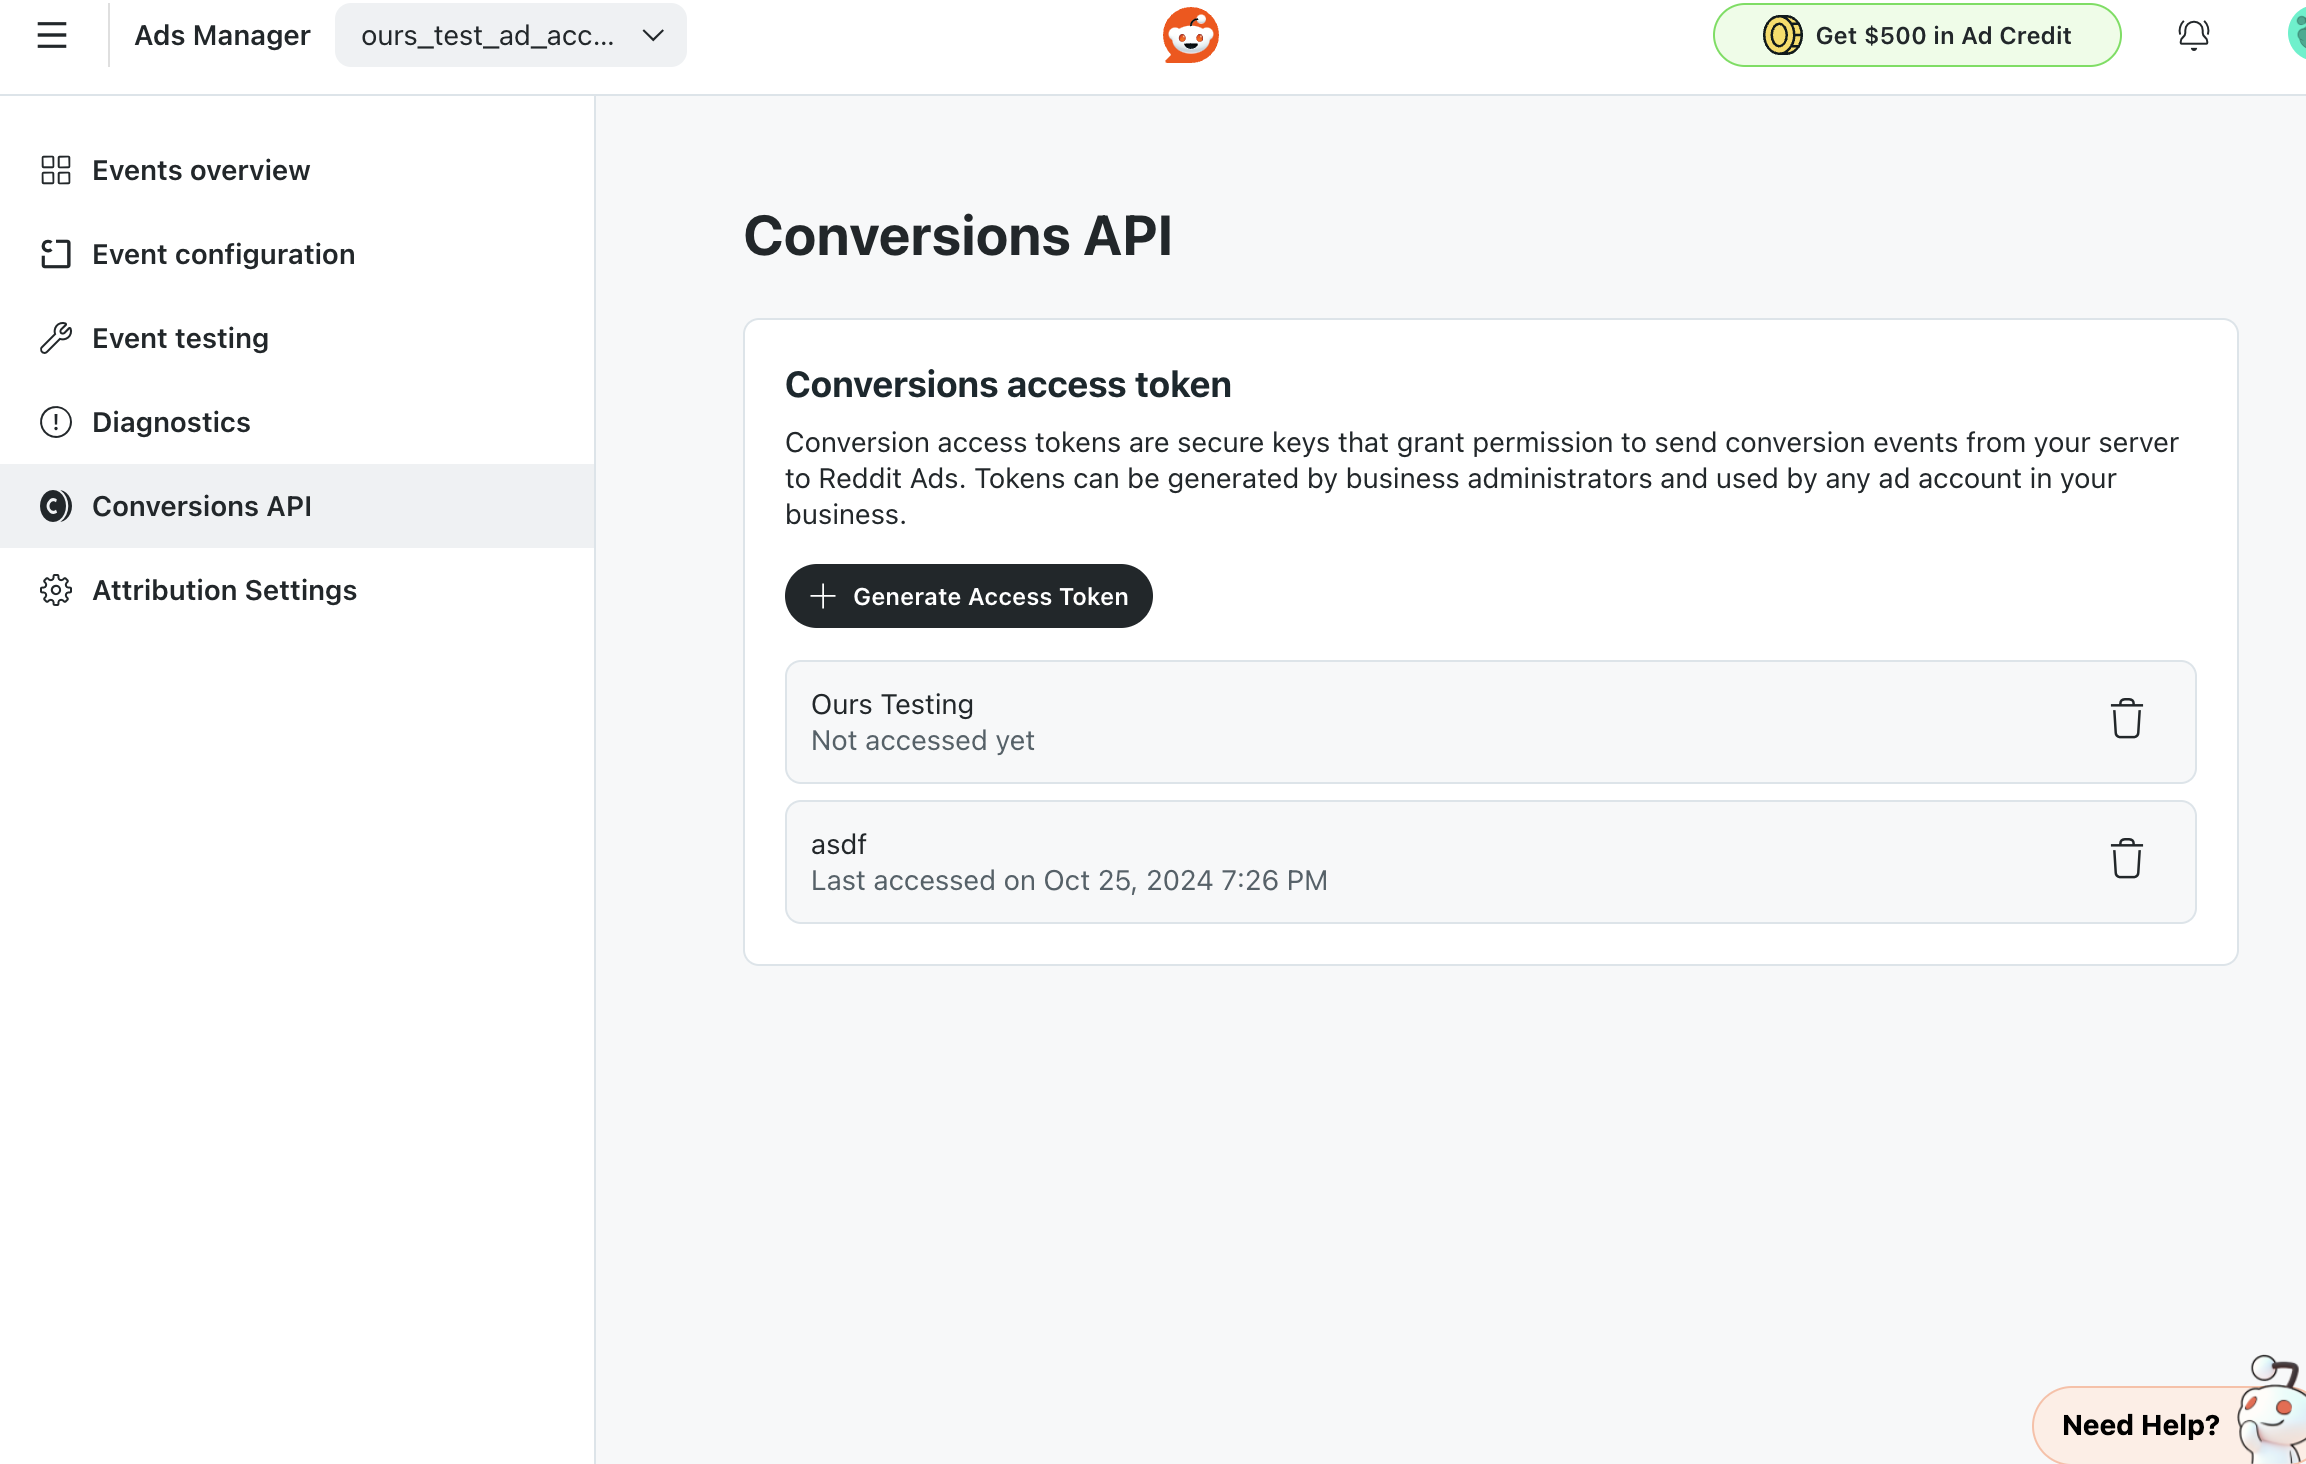 Ads Manager
ours_test_ad_acc...
Get $500 in Ad Credit
Events overview
Event configuration
Event testing
Diagnostics
Conversions API
Attribution Settings
Conversions API
Conversions access token
Conversion access tokens are secure keys that grant permission to send conversion events from your server
to Reddit Ads. Tokens can be generated by business administrators and used by any ad account in your
business.
Generate Access Token
Ours Testing
Not accessed yet
asdf
Last accessed on Oct 25, 2024 7:26 PM
Need Help?